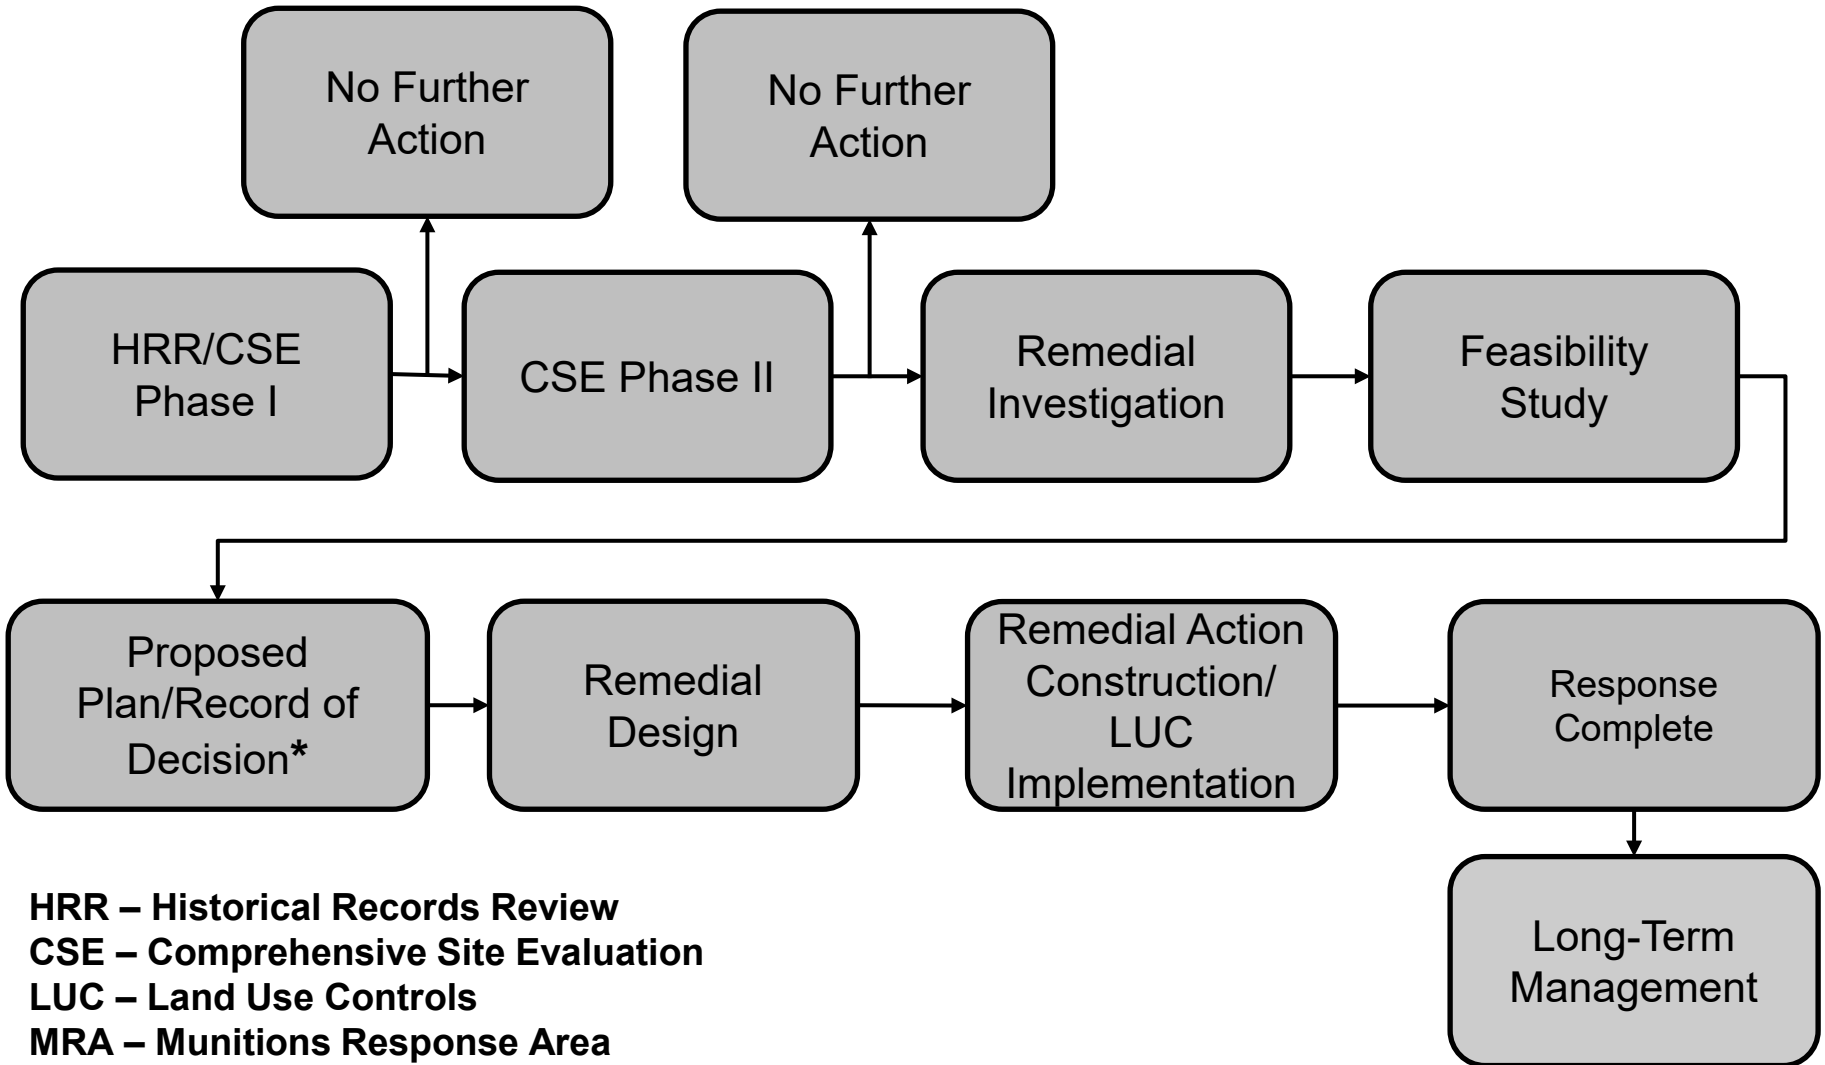 No Further
Action
No Further
Action
HRR/CSE
Phase I
CSE Phase II
Remedial
Investigation
Feasibility
Study
Proposed
Plan/Record of
Decision*
Remedial
Design
Remedial Action
Construction/
LUC
Implementation
Response
Complete
Long-Term
Management
HRR – Historical Records Review
CSE – Comprehensive Site Evaluation
LUC – Land Use Controls
MRA – Munitions Response Area